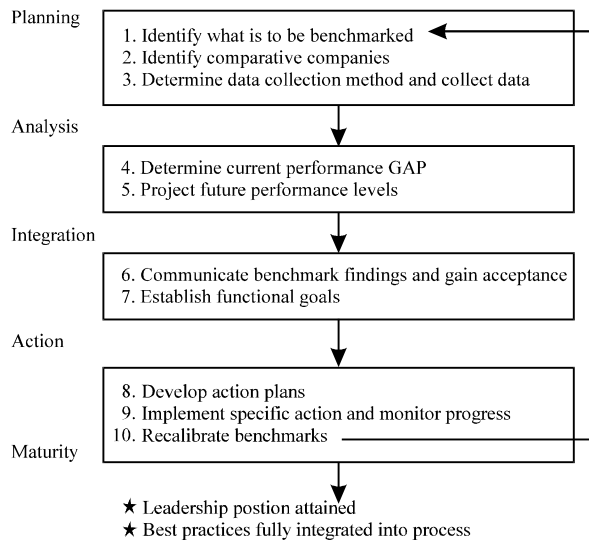 Planning
1. Identify what is to be benchmarked
2. Identify comparative companies
3. Determine data collection method and collect data
Analysis
4. Determine current performance GAP
5. Project future performance levels
Integration
6. Communicate benchmark findings and gain acceptance
7. Establish functional goals
Action
8. Develop action plans
9. Implement specific action and monitor progress
10. Recalibrate benchmarks
Maturity
★ Leadership postion attained
★ Best practices fully integrated into process